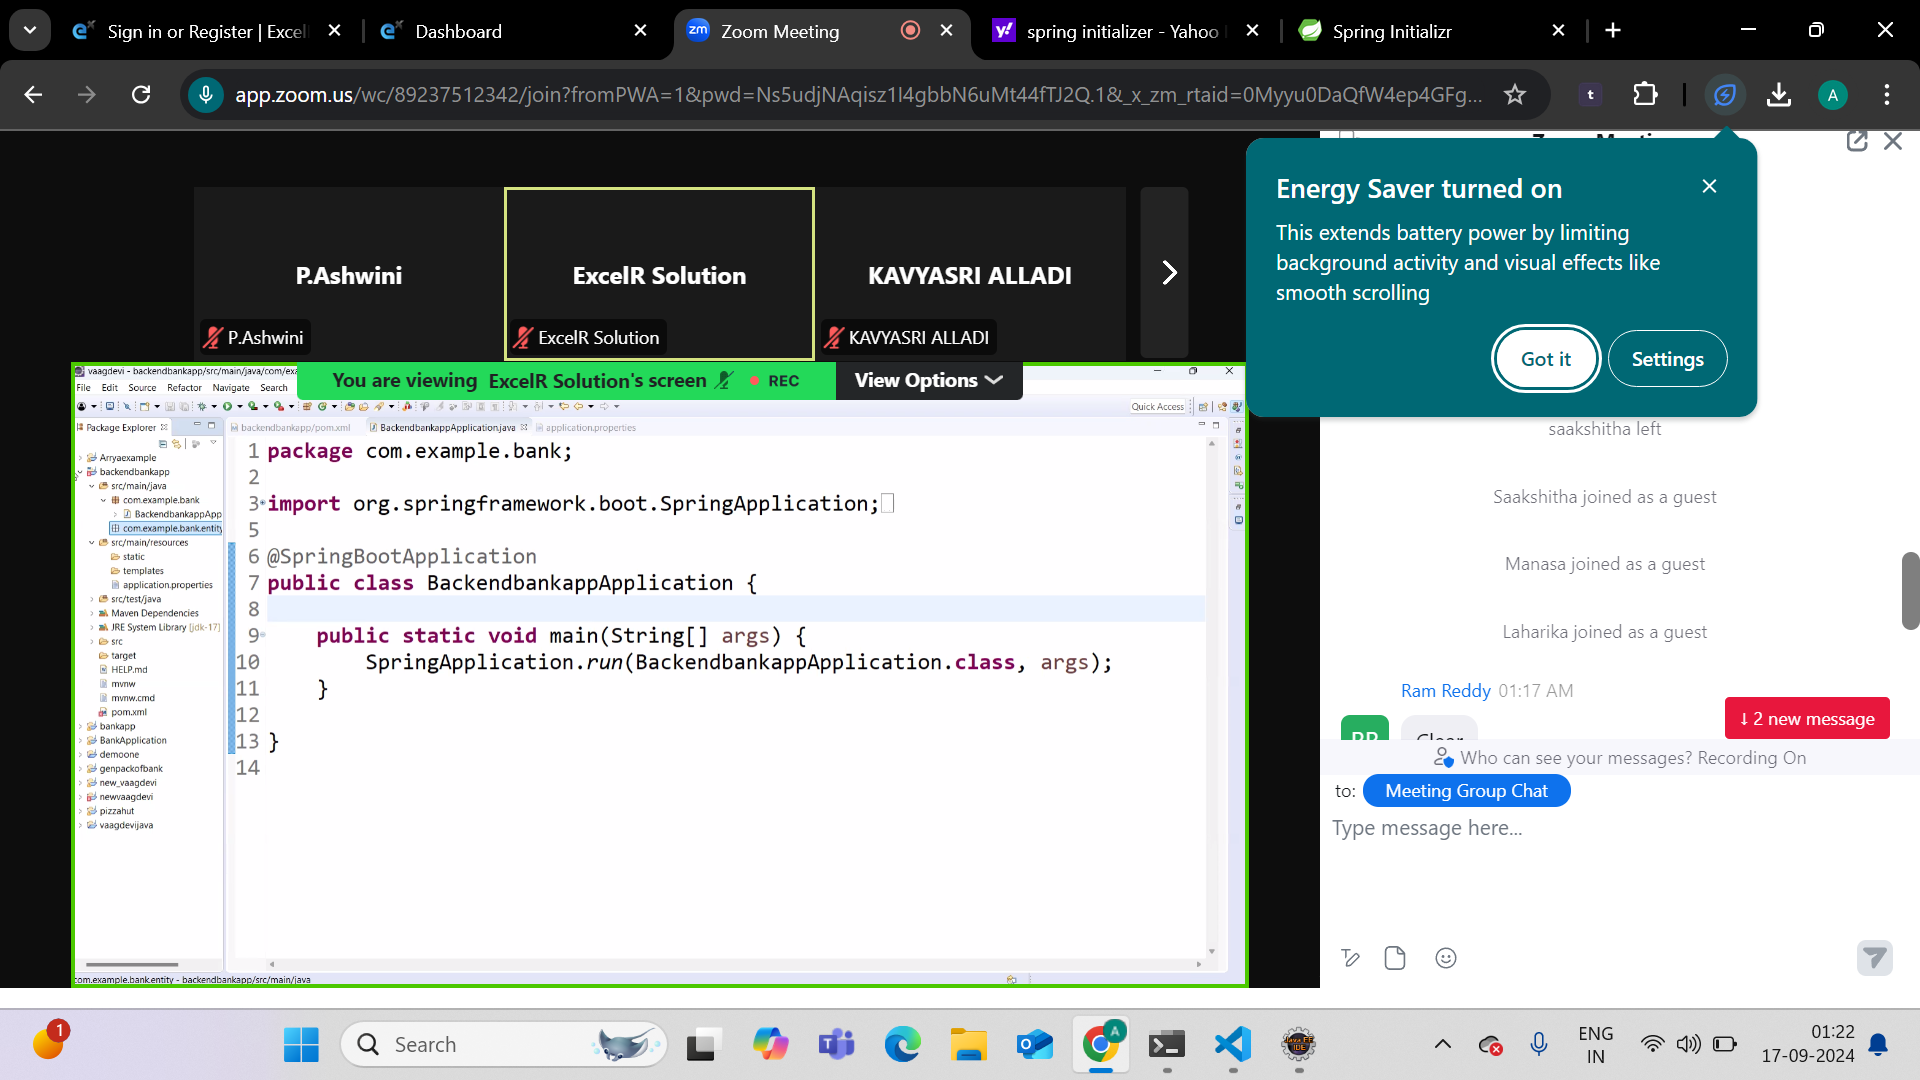 Sign in or Register | Excel
Dashboard
Zoom Meeting
spring initializer - Yahoo
Spring Initializr
app.zoom.us/wc/89237512342/join?fromPWA=1&pwd=Ns5udjNAqisz1I4gbbN6uMt44fTJ2Q.1&_x_zm_rtaid=0Myyu0DaQfW4ep4GFg...
A
Energy Saver turned on
This extends battery power by limiting
background activity and visual effects like
smooth scrolling
Got it
Settings
P.Ashwini
ExcelR Solution
KAVYASRI ALLADI
P.Ashwini
ExcelR Solution
KAVYASRI ALLADI
You are viewing ExcelR Solution's screen
REC
View Options
vaagdevi - backendbankapp/src/main/java/com/exa
File Edit Source Refactor Navigate Search
Quick Access
Package Explorer
backendbankapp/pom.xml
BackendbankappApplication.java
application.properties
Arryaexample
backendbankapp
src/main/java
com.example.bank
BackendbankappApp
com.example.bank.entity
src/main/resources
static
templates
application.properties
src/test/java
Maven Dependencies
JRE System Library [jdk-17]
src
target
HELP.md
mvnw
mvnw.cmd
pom.xml
bankapp
BankApplication
demoone
genpackofbank
new_vaagdevi
newvaagdevi
pizzahut
vaagdevijava
1 package com.example.bank;
2
3 import org.springframework.boot.SpringApplication;
5
6 @SpringBootApplication
7 public class BackendbankappApplication {
8
9 public static void main(String[] args) {
10 SpringApplication.run(BackendbankappApplication.class, args);
11 }
12
13 }
14
com.example.bank.entity - backendbankapp/src/main/java
saakshitha left
Saakshitha joined as a guest
Manasa joined as a guest
Laharika joined as a guest
Ram Reddy 01:17 AM
RR
Clear
↓ 2 new message
Who can see your messages? Recording On
to: Meeting Group Chat
Type message here...
1
Search
ENG
IN
01:22
17-09-2024